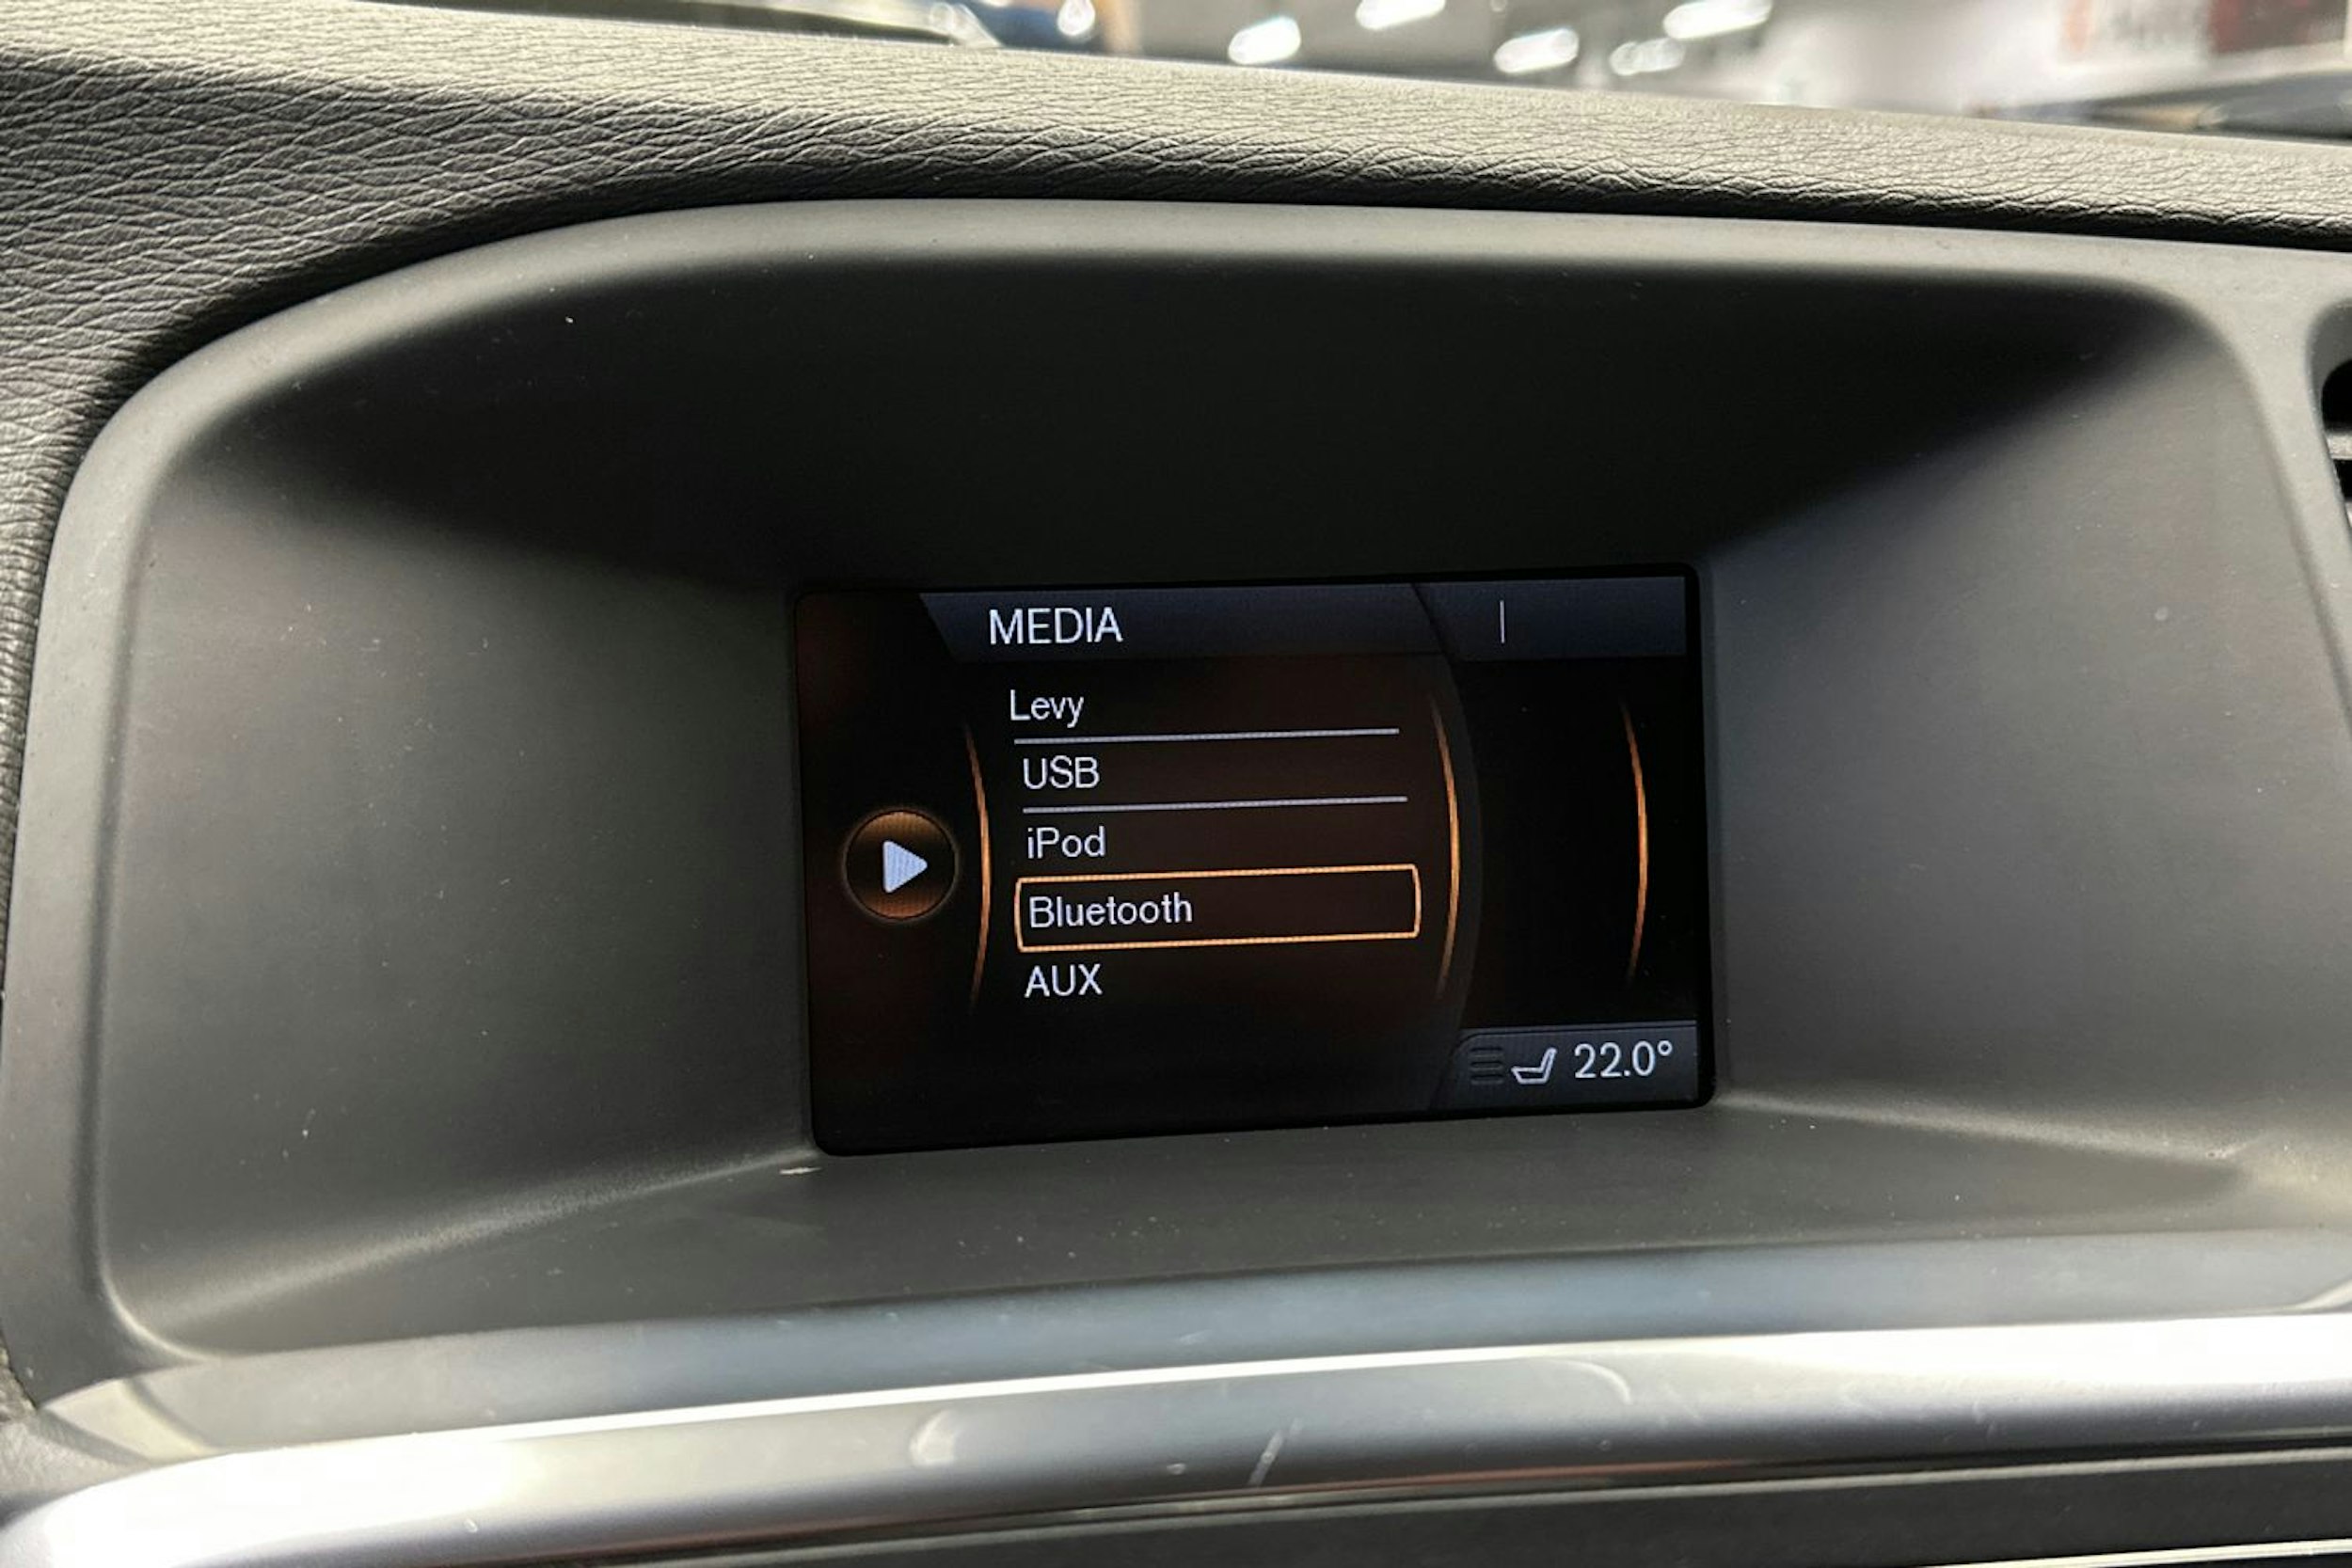 MEDIA
Levy
USB
iPod
Bluetooth
AUX
22.0°